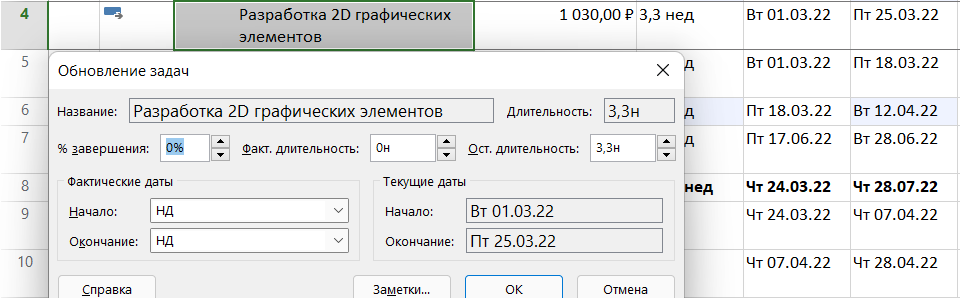 4 Разработка 2D графических элементов 1 030,00 ₽ 3,3 нед Вт 01.03.22 Пт 25.03.22
5 нед Вт 01.03.22 Пт 18.03.22
Обновление задач
Название: Разработка 2D графических элементов Длительность: 3,3н
6 д Пт 18.03.22 Вт 12.04.22
% завершения: 0% Факт. длительность: 0н Ост. длительность: 3,3н
7 д Пт 17.06.22 Вт 28.06.22
Фактические даты Текущие даты
8 нед Чт 24.03.22 Чт 28.07.22
Начало: НД Начало: Вт 01.03.22
9 Чт 24.03.22 Чт 07.04.22
Окончание: НД Окончание: Пт 25.03.22
10 Чт 07.04.22 Чт 28.04.22
Справка Заметки... ОК Отмена